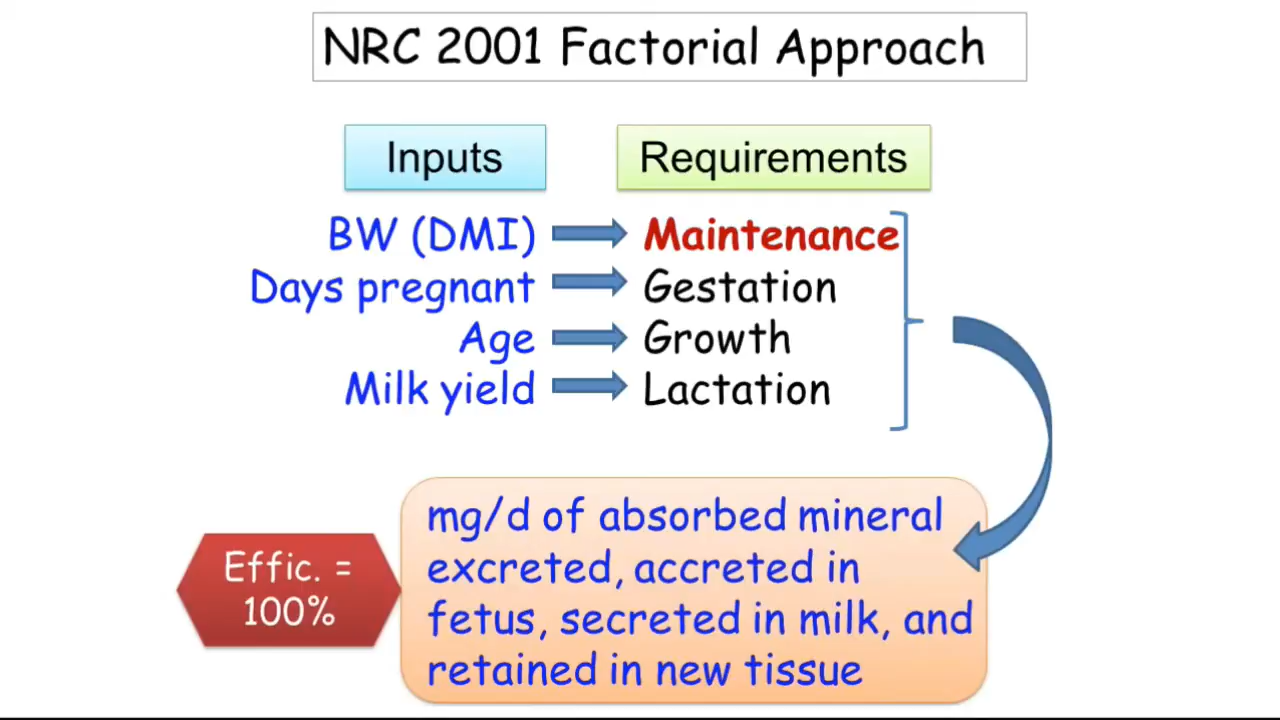 NRC 2001 Factorial Approach
Inputs
Requirements
BW (DMI)
Maintenance
Days pregnant
Gestation
Age
Growth
Milk yield
Lactation
Effic. =
100%
mg/d of absorbed mineral
excreted, accreted in
fetus, secreted in milk, and
retained in new tissue